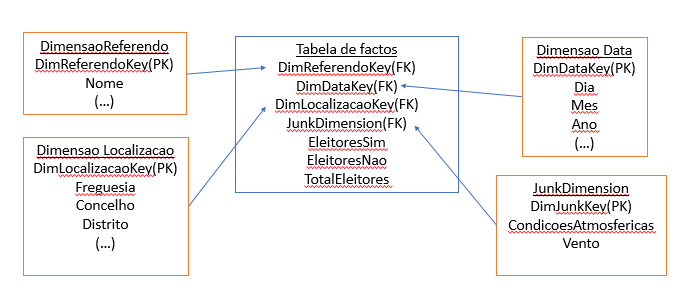 DimensaoReferendo
DimReferendoKey(PK)
Nome
(...)
Tabela de factos
DimReferendoKey(FK)
DimDataKey(FK)
DimLocalizacaoKey(FK)
JunkDimension(FK)
EleitoresSim
EleitoresNao
TotalEleitores
Dimensao Data
DimDataKey(PK)
Dia
Mes
Ano
(...)
Dimensao Localizacao
DimLocalizacaoKey(PK)
Freguesia
Concelho
Distrito
(...)
JunkDimension
DimJunkKey(PK)
CondicoesAtmosfericas
Vento